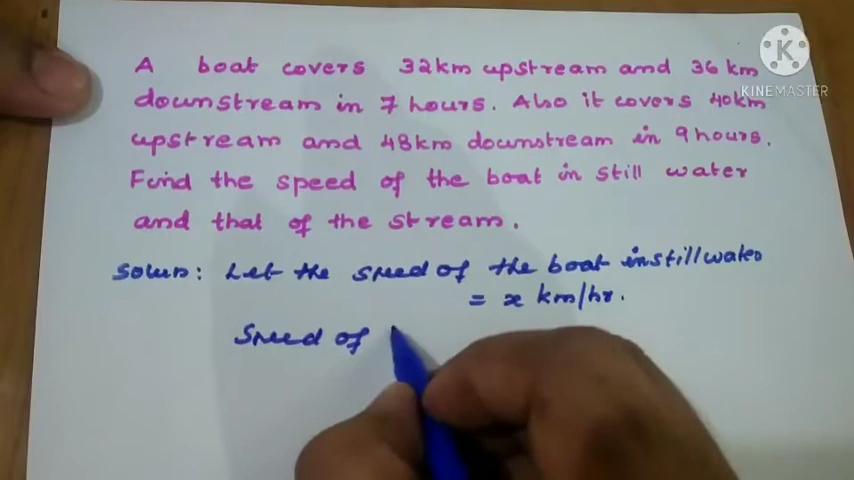 A boat covers 32km upstream and 36 km
downstream in 7 hours. Also it covers 40km
upstream and 48km downstream in 9 hours.
Find the speed of the boat in still water
and that of the stream.
Soln: Let the speed of the boat in still water
= x km/hr.
Speed of
K
KINEMASTER